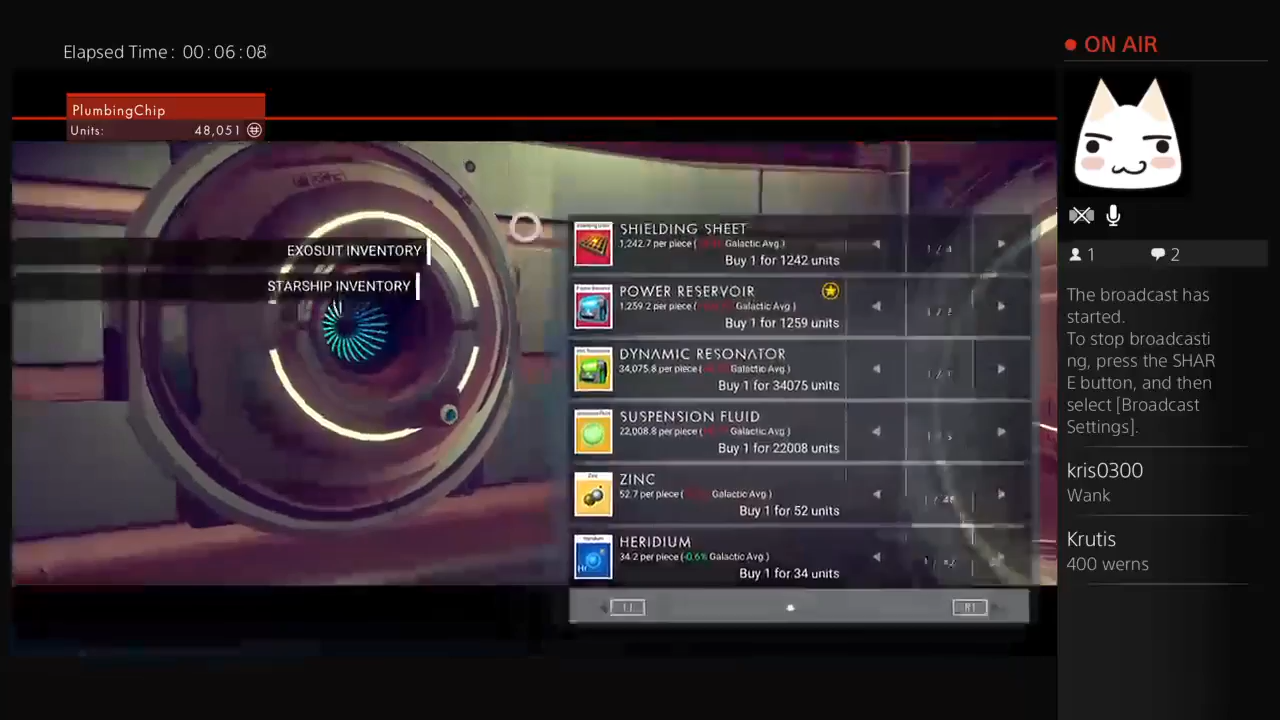 Elapsed Time: 00:06:08
ON AIR
PlumbingChip
Units: 48,051
EXOSUIT INVENTORY
STARSHIP INVENTORY
SHIELDING SHEET
1,242.7 per piece ( Galactic Avg.)
Buy 1 for 1242 units
POWER RESERVOIR
1,259.2 per piece ( Galactic Avg.)
Buy 1 for 1259 units
DYNAMIC RESONATOR
34,075.8 per piece ( Galactic Avg.)
Buy 1 for 34075 units
SUSPENSION FLUID
22,008.8 per piece ( Galactic Avg.)
Buy 1 for 22008 units
ZINC
52.7 per piece ( Galactic Avg.)
Buy 1 for 52 units
HERIDIUM
34.2 per piece (-0.6% Galactic Avg.)
Buy 1 for 34 units
R1
1
2
The broadcast has
started.
To stop broadcasti
ng, press the SHAR
E button, and then
select [Broadcast
Settings].
kris0300
Wank
Krutis
400 werns